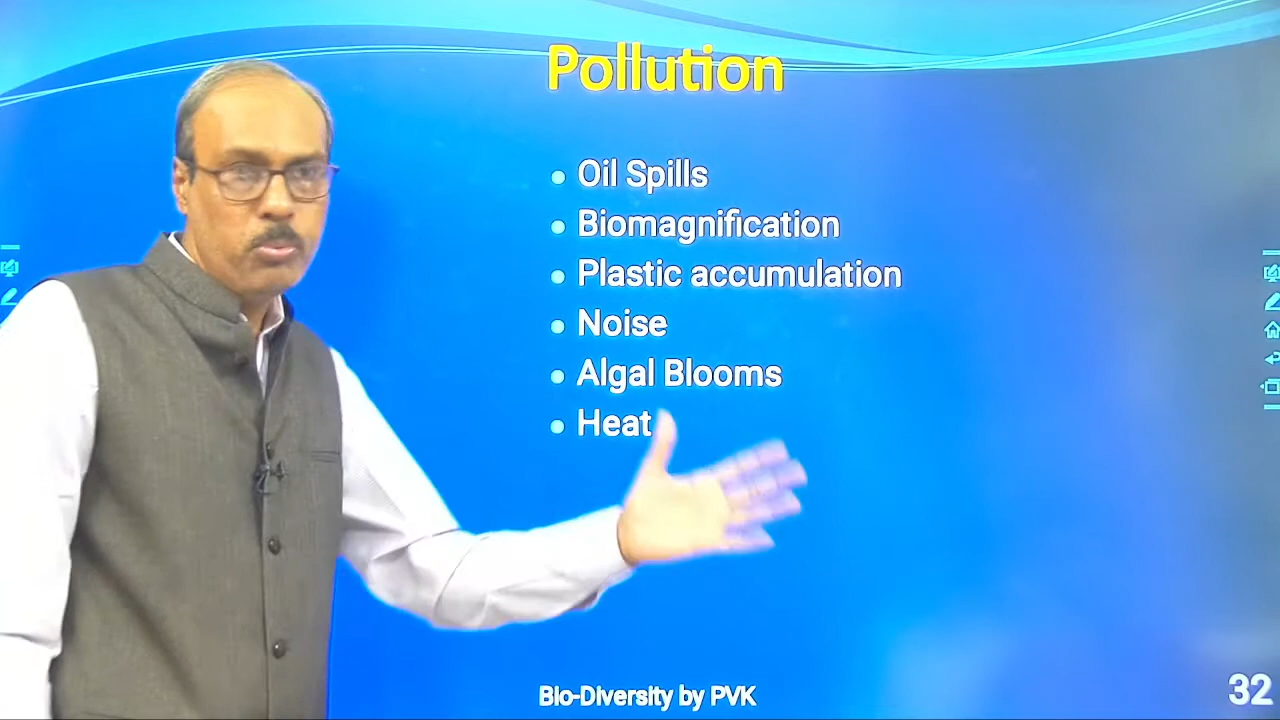 Pollution
Oil Spills
Biomagnification
Plastic accumulation
Noise
Algal Blooms
Heat
Bio-Diversity by PVK
32